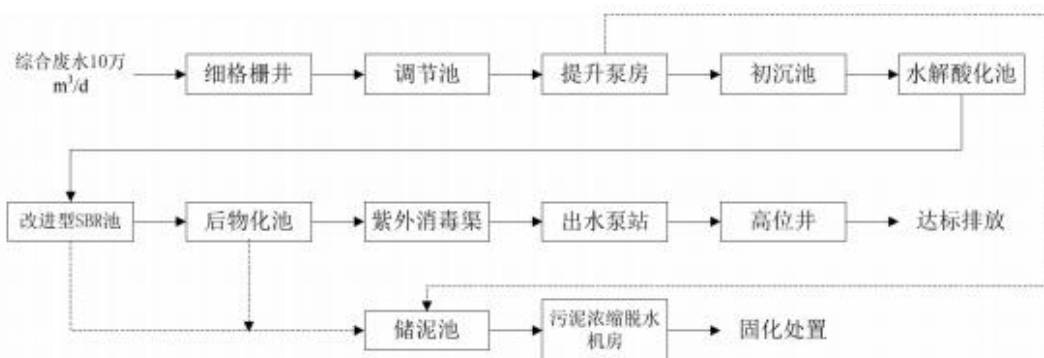 综合废水10万
m³/d
细格栅井
调节池
提升泵房
初沉池
水解酸化池
改进型SBR池
后物化池
紫外消毒渠
出水泵站
高位井
达标排放
储泥池
污泥浓缩脱水
机房
固化处置